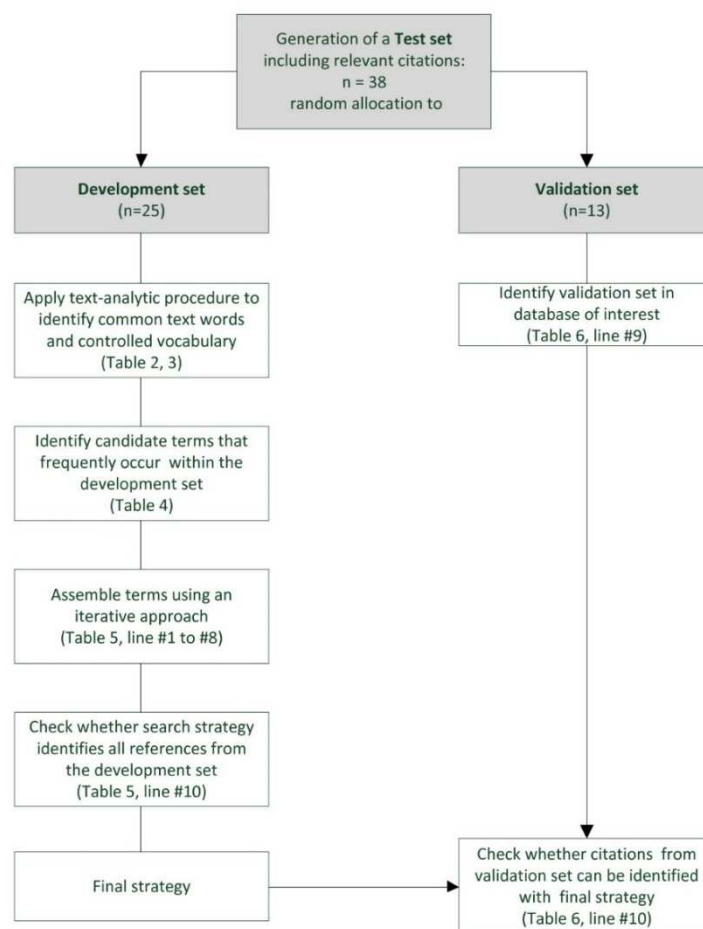 Generation of a Test set
including relevant citations:
n = 38
random allocation to
Development set
(n=25)
Validation set
(n=13)
Apply text-analytic procedure to
identify common text words
and controlled vocabulary
(Table 2, 3)
Identify validation set in
database of interest
(Table 6, line #9)
Identify candidate terms that
frequently occur within the
development set
(Table 4)
Assemble terms using an
iterative approach
(Table 5, line #1 to #8)
Check whether search strategy
identifies all references from
the development set
(Table 5, line #10)
Final strategy
Check whether citations from
validation set can be identified
with final strategy
(Table 6, line #10)